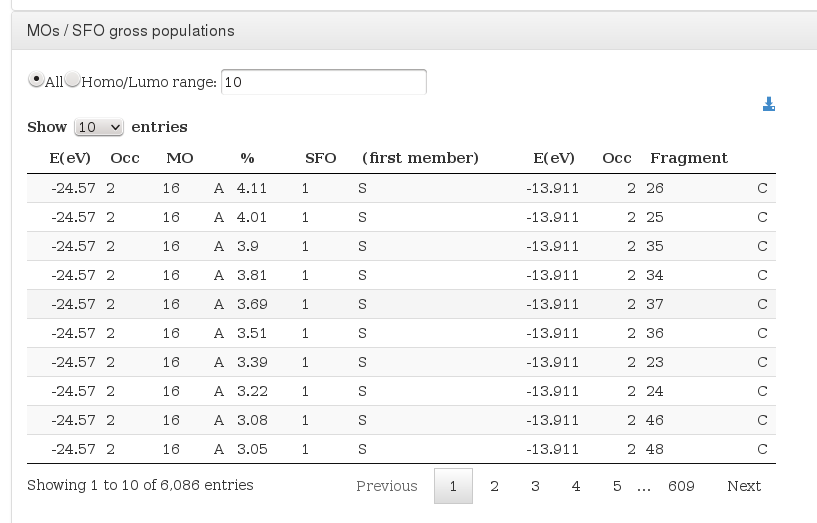 MOs / SFO gross populations
All Homo/Lumo range: 10
Show 10 entries
E(eV) Occ MO % SFO (first member) E(eV) Occ Fragment
-24.57 2 16 A 4.11 1 S -13.911 2 26 C
-24.57 2 16 A 4.01 1 S -13.911 2 25 C
-24.57 2 16 A 3.9 1 S -13.911 2 35 C
-24.57 2 16 A 3.81 1 S -13.911 2 34 C
-24.57 2 16 A 3.69 1 S -13.911 2 37 C
-24.57 2 16 A 3.51 1 S -13.911 2 36 C
-24.57 2 16 A 3.39 1 S -13.911 2 23 C
-24.57 2 16 A 3.22 1 S -13.911 2 24 C
-24.57 2 16 A 3.08 1 S -13.911 2 46 C
-24.57 2 16 A 3.05 1 S -13.911 2 48 C
Showing 1 to 10 of 6,086 entries Previous 1 2 3 4 5 ... 609 Next